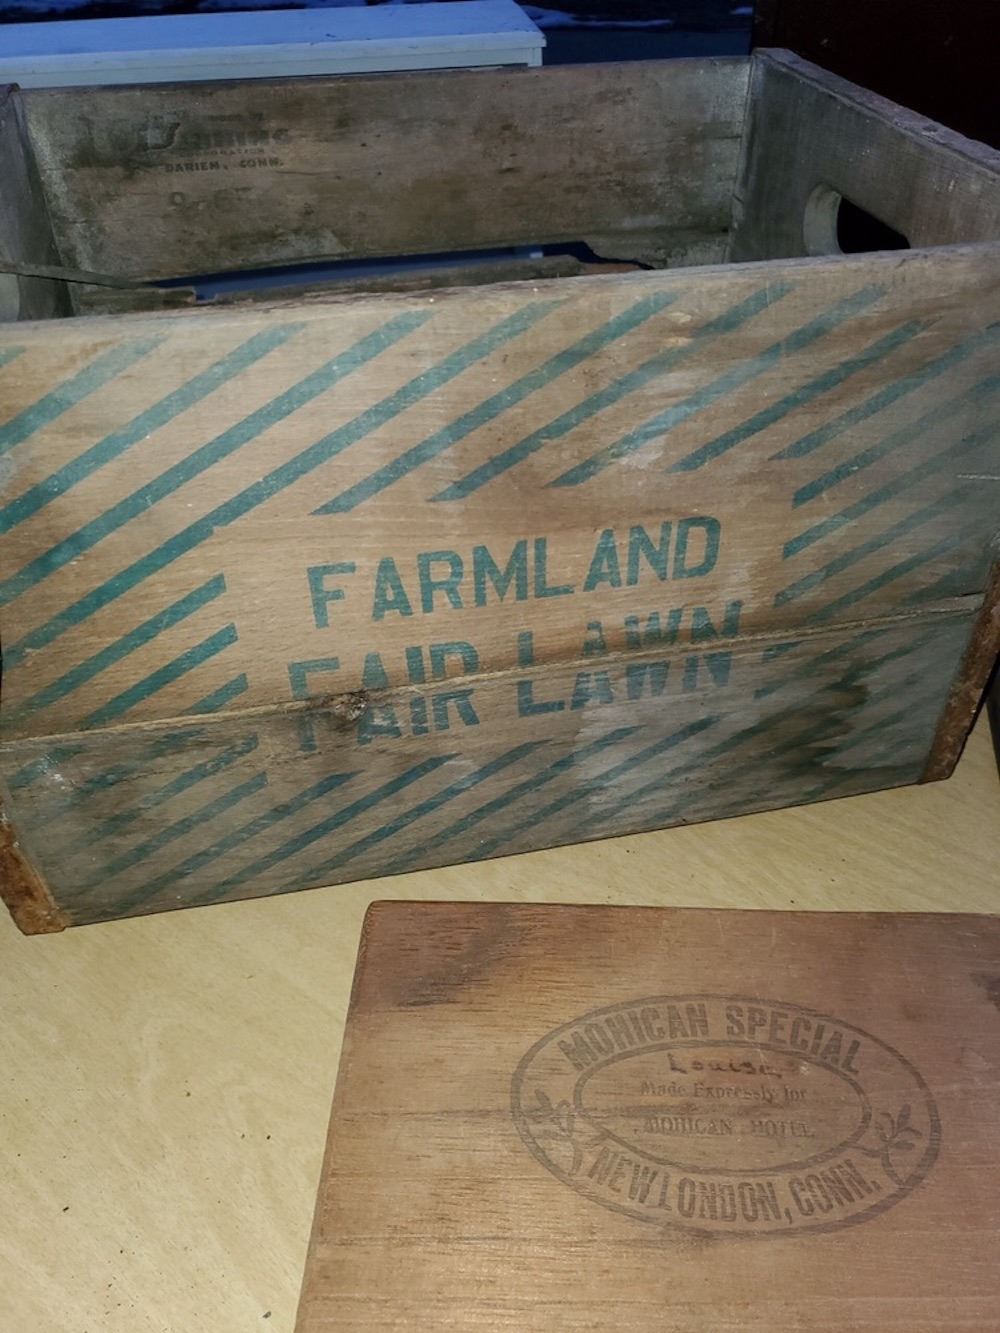 DARIEN, CONN.
FARMLAND
FAIR LAWN
MOHICAN SPECIAL
Louise
Made Expressly for
MOHICAN HOTEL
NEW LONDON, CONN.